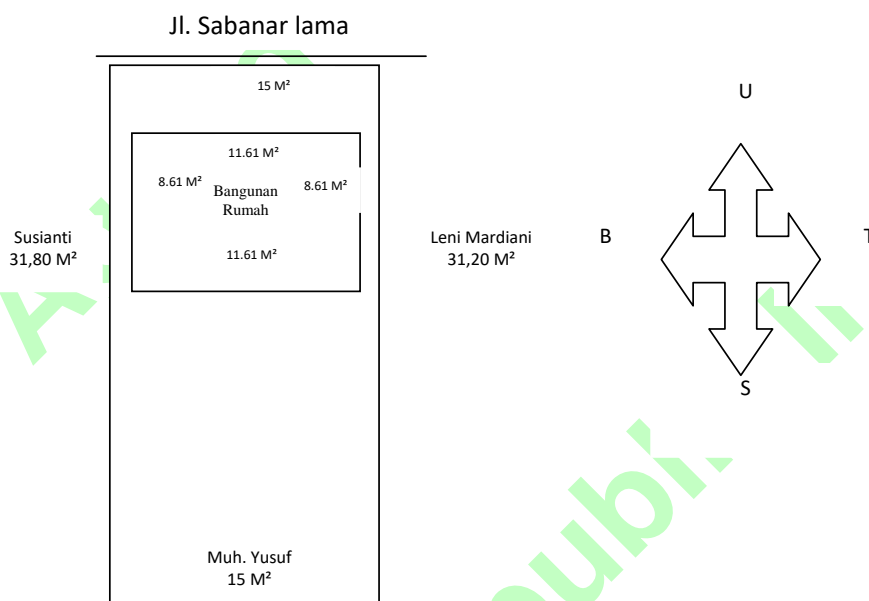 Jl. Sabanar lama
15 M²
U
11.61 M²
8.61 M²
Bangunan
Rumah
8.61 M²
Susianti
31,80 M²
11.61 M²
Leni Mardiani
31,20 M²
B
T
S
Muh. Yusuf
15 M²